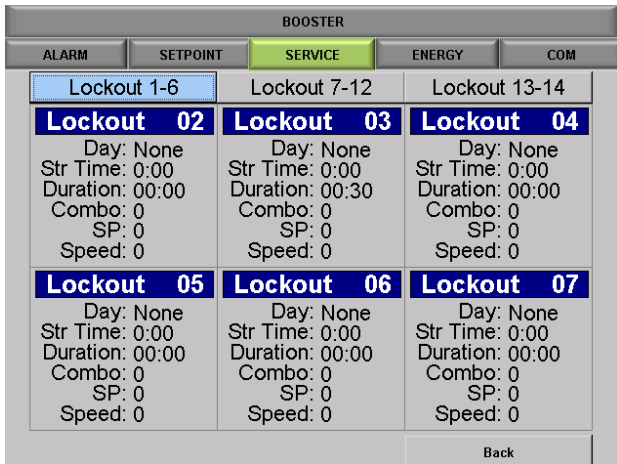 BOOSTER
ALARM SETPOINT SERVICE ENERGY COM
Lockout 1-6 Lockout 7-12 Lockout 13-14
Lockout 02 Lockout 03 Lockout 04
Day: None Day: None Day: None
Str Time: 0:00 Str Time: 0:00 Str Time: 0:00
Duration: 00:00 Duration: 00:30 Duration: 00:00
Combo: 0 Combo: 0 Combo: 0
SP: 0 SP: 0 SP: 0
Speed: 0 Speed: 0 Speed: 0
Lockout 05 Lockout 06 Lockout 07
Day: None Day: None Day: None
Str Time: 0:00 Str Time: 0:00 Str Time: 0:00
Duration: 00:00 Duration: 00:00 Duration: 00:00
Combo: 0 Combo: 0 Combo: 0
SP: 0 SP: 0 SP: 0
Speed: 0 Speed: 0 Speed: 0
Back